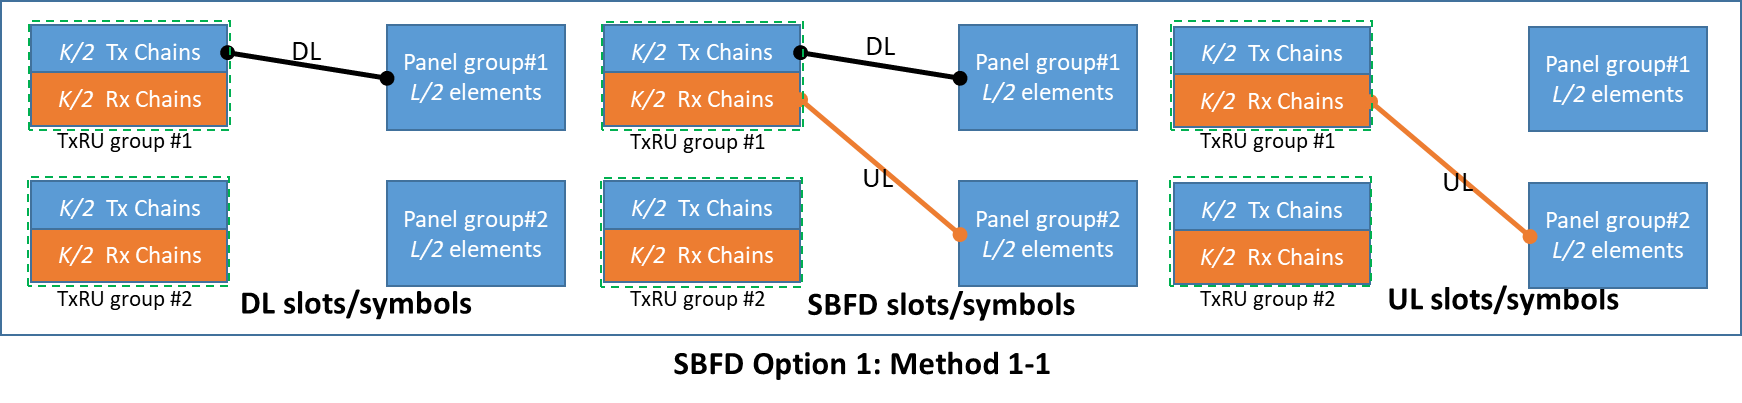 K/2 Tx Chains
K/2 Rx Chains
TxRU group #1
DL
Panel group#1
L/2 elements
K/2 Tx Chains
K/2 Rx Chains
TxRU group #2
Panel group#2
L/2 elements
DL slots/symbols
K/2 Tx Chains
K/2 Rx Chains
TxRU group #1
DL
Panel group#1
L/2 elements
UL
K/2 Tx Chains
K/2 Rx Chains
TxRU group #2
Panel group#2
L/2 elements
SBFD slots/symbols
K/2 Tx Chains
K/2 Rx Chains
TxRU group #1
Panel group#1
L/2 elements
UL
K/2 Tx Chains
K/2 Rx Chains
TxRU group #2
Panel group#2
L/2 elements
UL slots/symbols
SBFD Option 1: Method 1-1